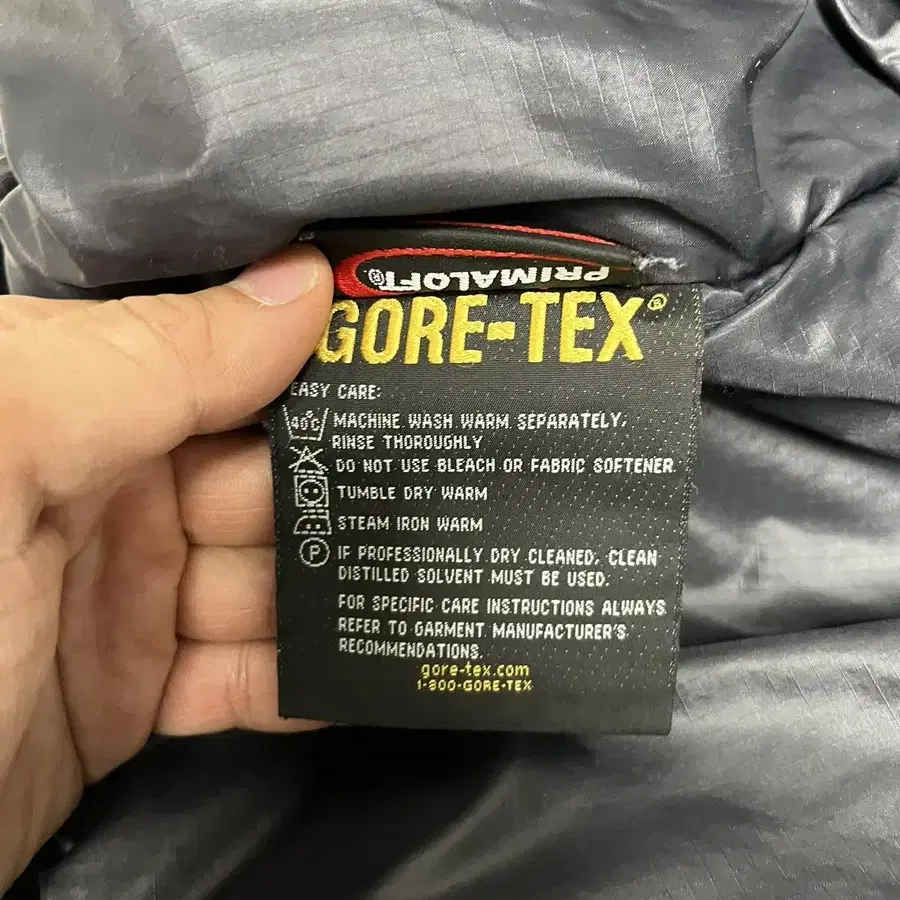 PRIMALOFT®
GORE-TEX®
EASY CARE:
40°C MACHINE WASH WARM SEPARATELY,
RINSE THOROUGHLY
DO NOT USE BLEACH OR FABRIC SOFTENER
TUMBLE DRY WARM
STEAM IRON WARM
P IF PROFESSIONALLY DRY CLEANED, CLEAN
DISTILLED SOLVENT MUST BE USED.
FOR SPECIFIC CARE INSTRUCTIONS ALWAYS
REFER TO GARMENT MANUFACTURER'S
RECOMMENDATIONS.
gore-tex.com
1-800-GORE-TEX